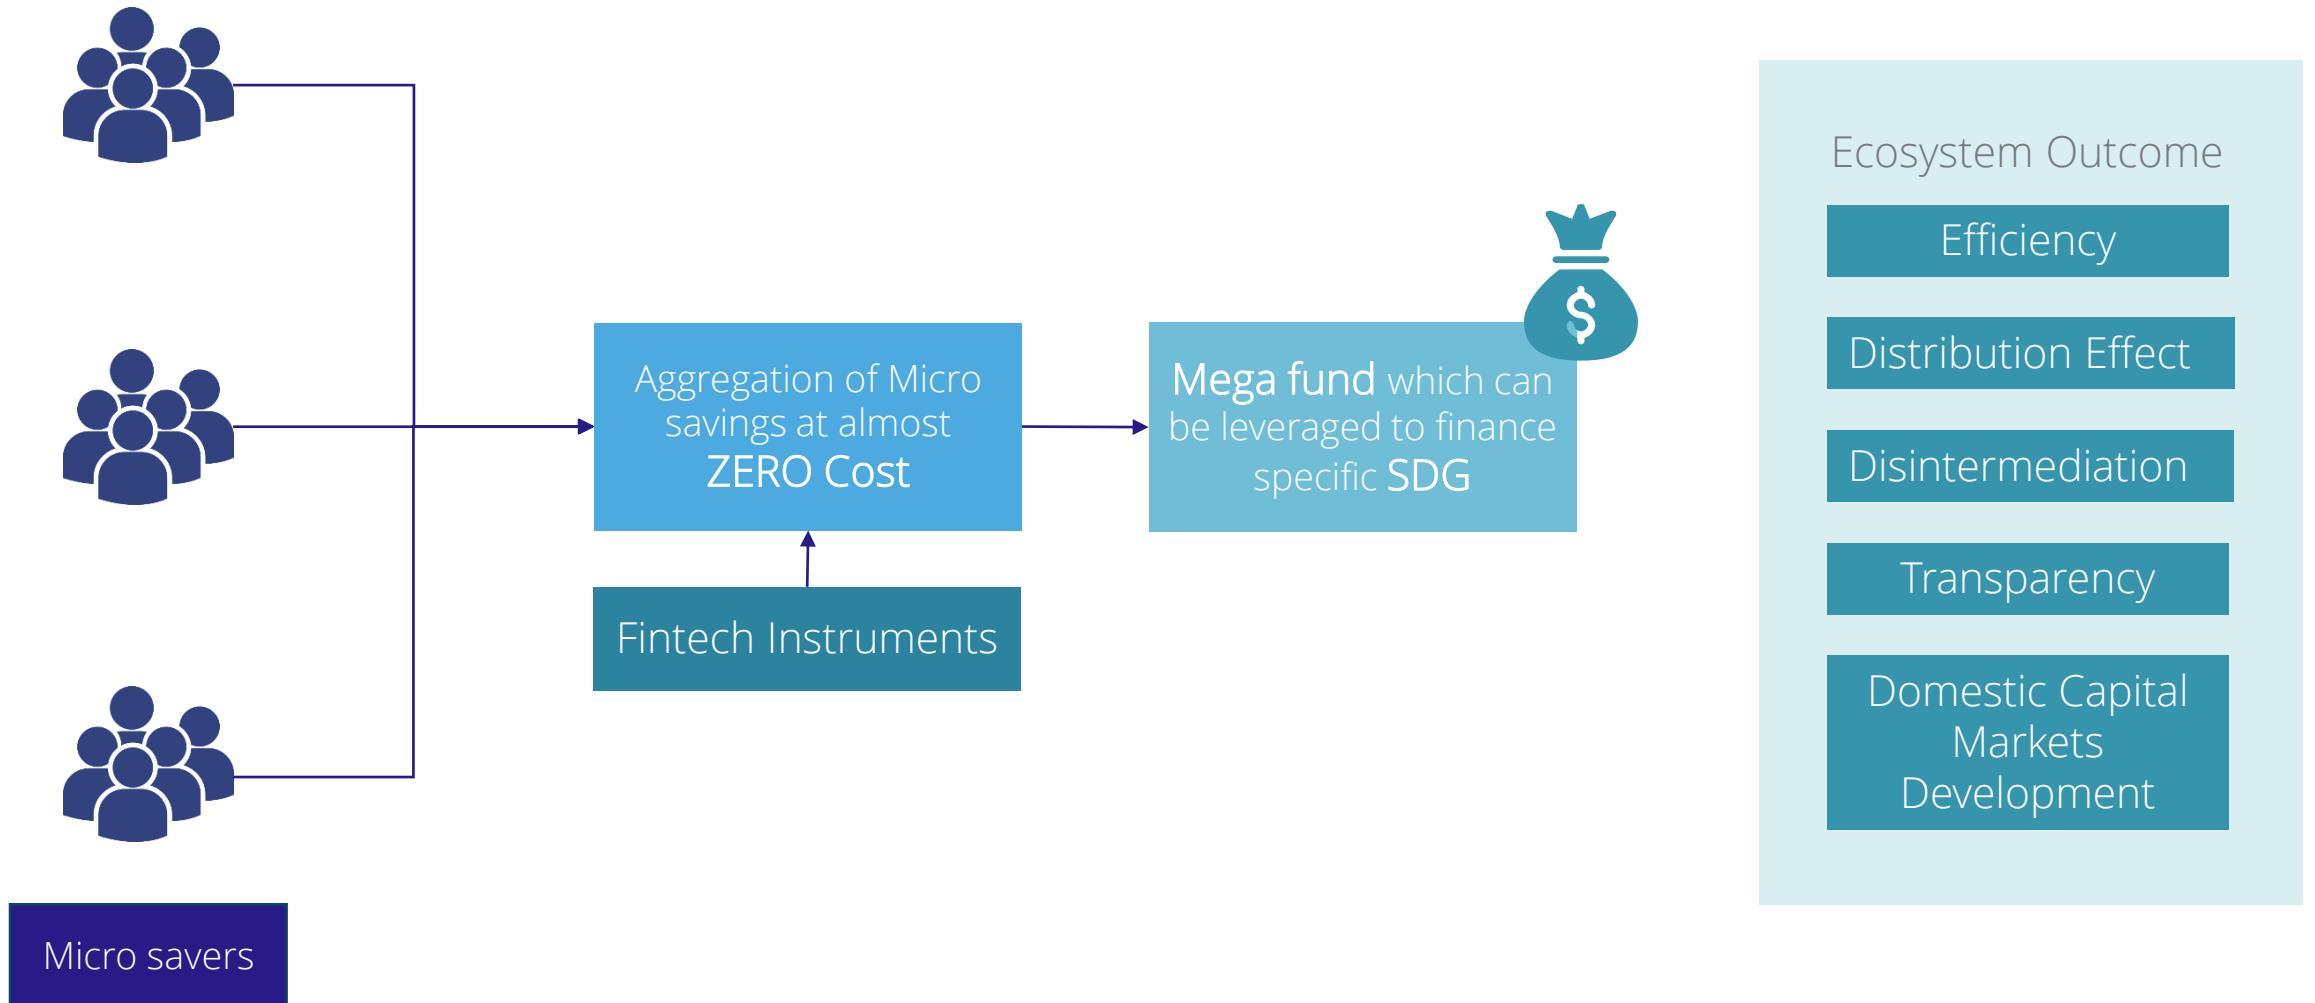 Aggregation of Micro
savings at almost
ZERO Cost
Fintech Instruments
Mega fund which can
be leveraged to finance
specific SDG
$
Ecosystem Outcome
Efficiency
Distribution Effect
Disintermediation
Transparency
Domestic Capital
Markets
Development
Micro savers